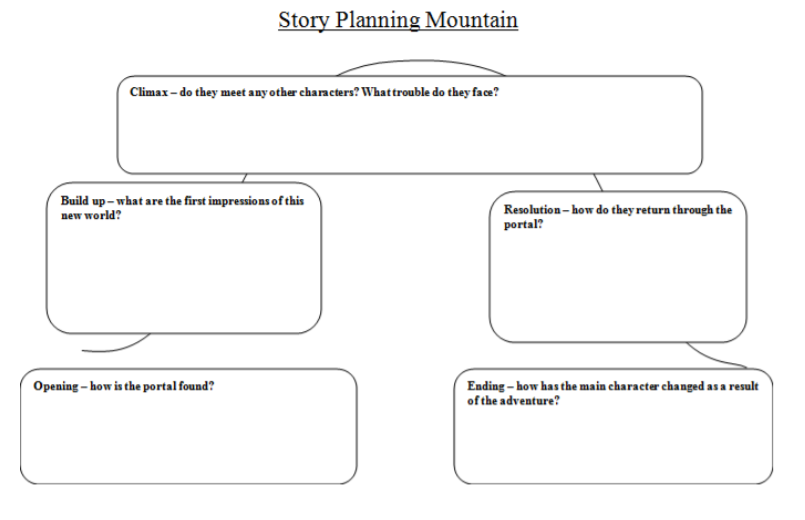 Story Planning Mountain
Climax – do they meet any other characters? What trouble do they face?
Build up – what are the first impressions of this
new world?
Resolution – how do they return through the
portal?
Opening – how is the portal found?
Ending – how has the main character changed as a result
of the adventure?